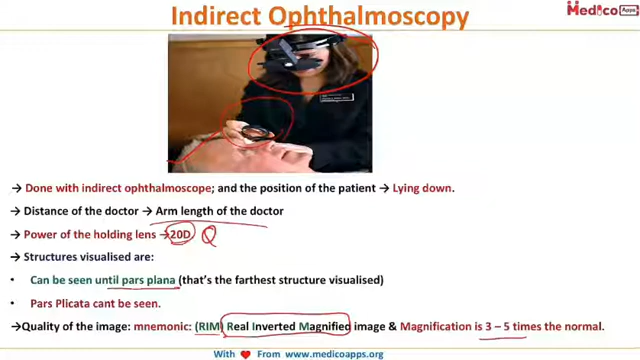 Indirect Ophthalmoscopy
Medico Apps
→ Done with indirect ophthalmoscope; and the position of the patient → Lying down.
→ Distance of the doctor → Arm length of the doctor
→ Power of the holding lens → 20D Q
→ Structures visualised are:
• Can be seen until pars plana (that's the farthest structure visualised)
• Pars Plicata cant be seen.
→ Quality of the image: mnemonic: (RIM) Real Inverted Magnified image & Magnification is 3 – 5 times the normal.
With ❤ From www.medicoapps.org